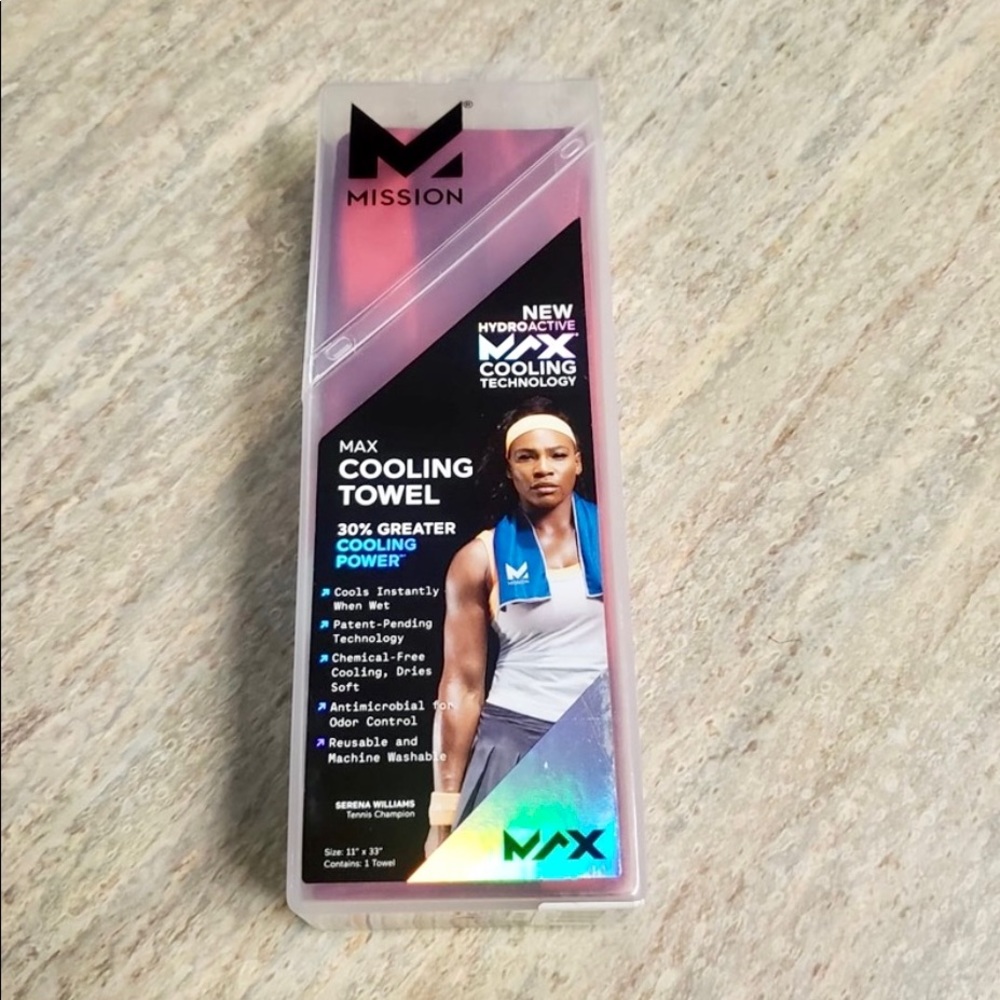 ®
MISSION
NEW
HYDROACTIVE
MAX®
COOLING
TECHNOLOGY
MAX
COOLING
TOWEL
30% GREATER
COOLING
POWER™
Cools Instantly
When Wet
Patent-Pending
Technology
Chemical-Free
Cooling, Dries
Soft
Antimicrobial for
Odor Control
Reusable and
Machine Washable
MISSION
SERENA WILLIAMS
Tennis Champion
Size: 11" x 33"
Contains: 1 Towel
MAX